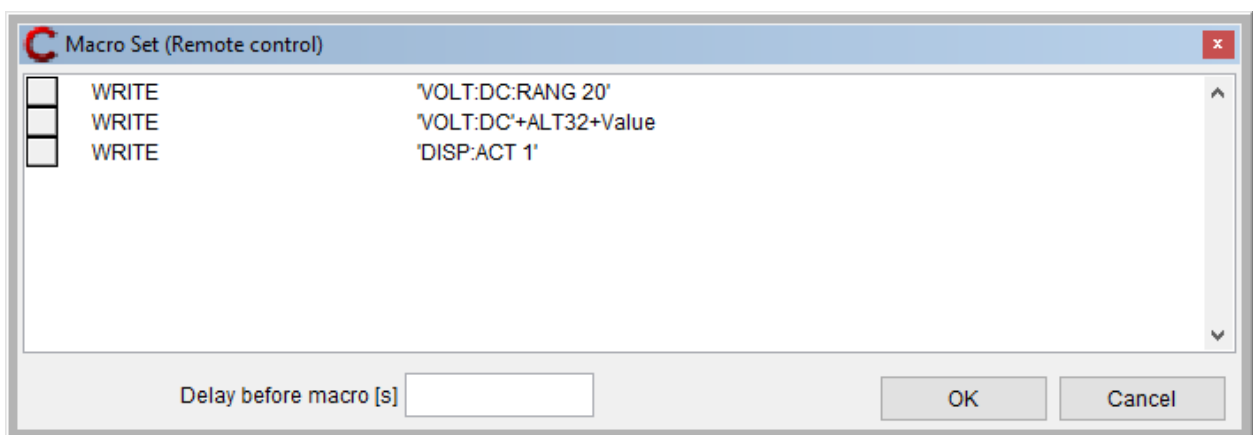 Macro Set (Remote control)
WRITE 'VOLT:DC:RANG 20'
WRITE 'VOLT:DC'+ALT32+Value
WRITE 'DISP:ACT 1'
Delay before macro [s]
OK Cancel